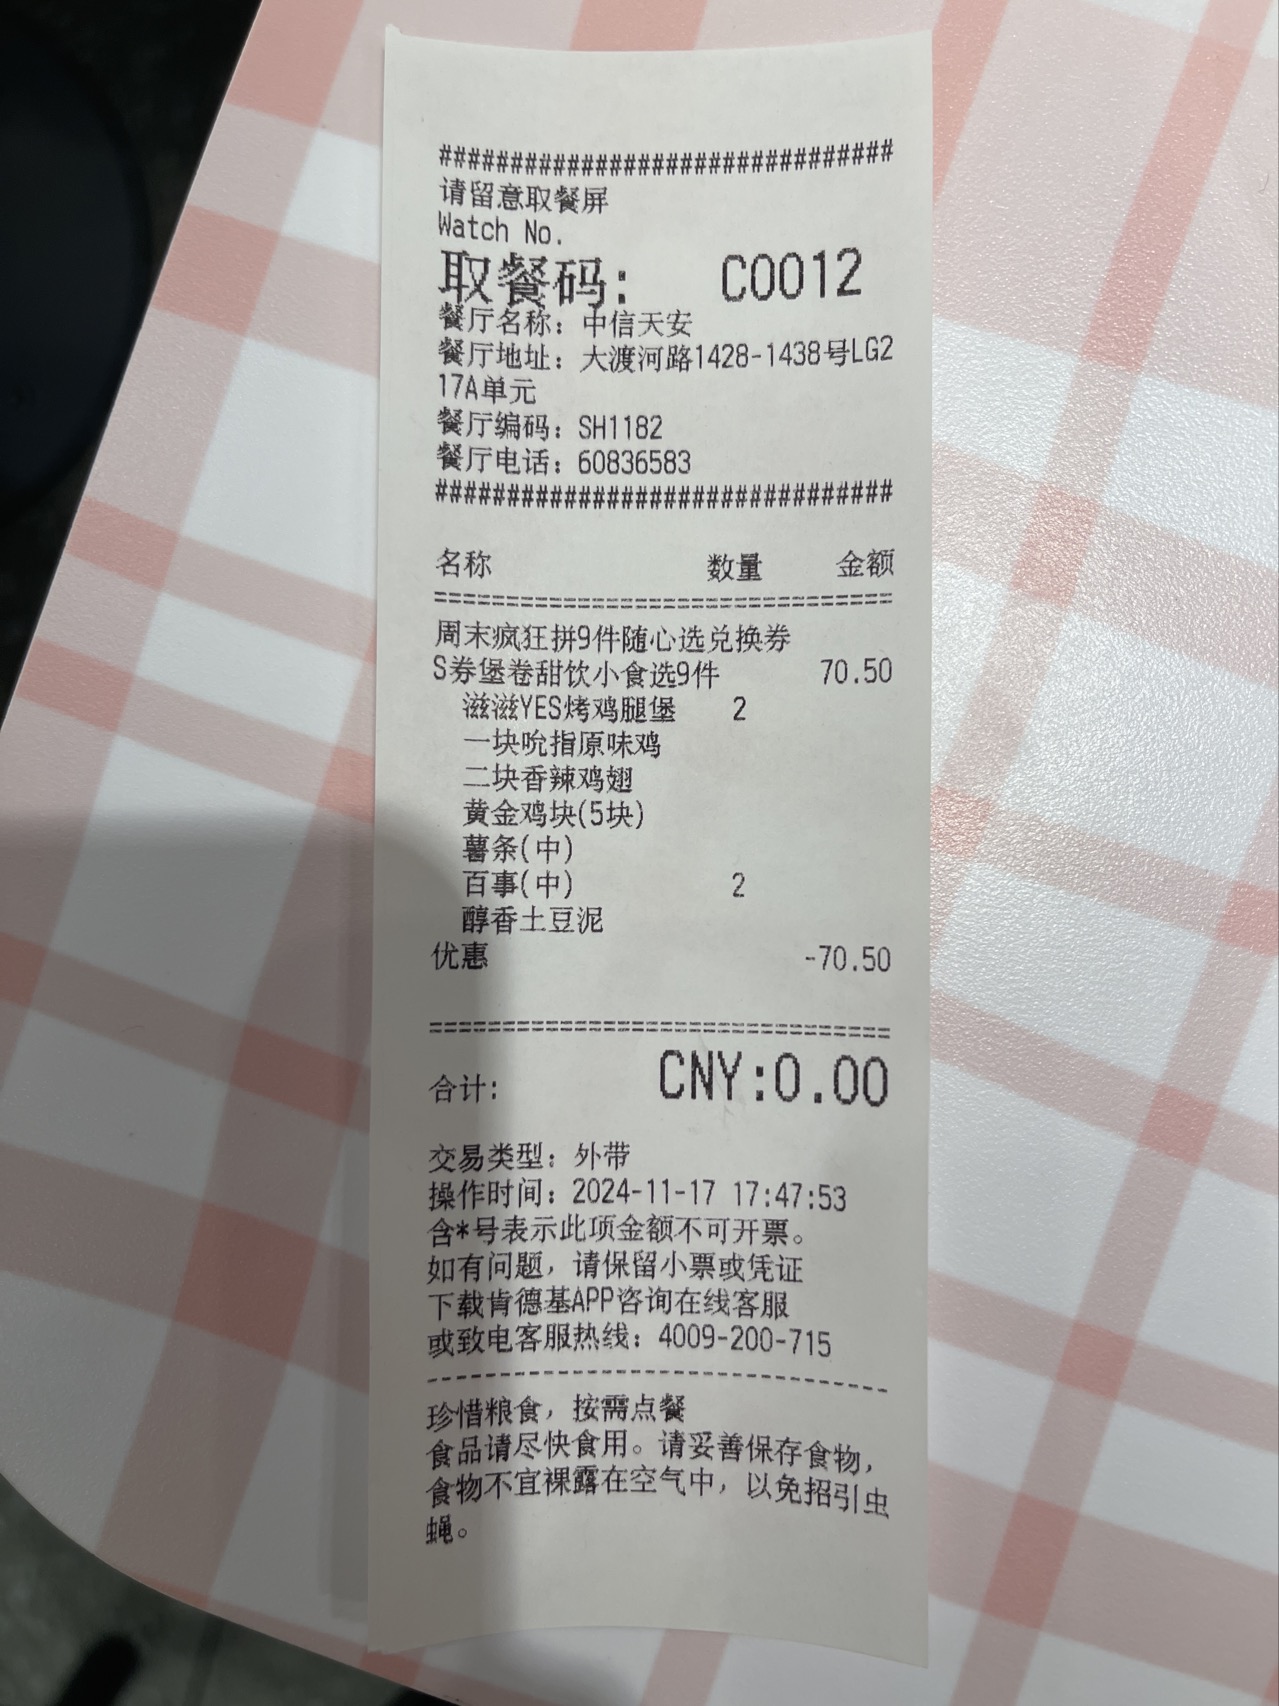 ################################
请留意取餐屏
Watch No.
取餐码: C0012
餐厅名称: 中信天安
餐厅地址: 大渡河路1428-1438号LG2
17A单元
餐厅编码: SH1182
餐厅电话: 60836583
################################
名称 数量 金额
================================
周末疯狂拼9件随心选兑换券
S券堡卷甜饮小食选9件 70.50
滋滋YES烤鸡腿堡 2
一块吮指原味鸡
二块香辣鸡翅
黄金鸡块(5块)
薯条(中)
百事(中) 2
醇香土豆泥
优惠 -70.50
================================
合计: CNY:0.00
交易类型: 外带
操作时间: 2024-11-17 17:47:53
含*号表示此项金额不可开票。
如有问题, 请保留小票或凭证
下载肯德基APP咨询在线客服
或致电客服热线: 4009-200-715
--------------------------------
珍惜粮食, 按需点餐
食品请尽快食用。请妥善保存食物,
食物不宜裸露在空气中, 以免招引虫
蝇。